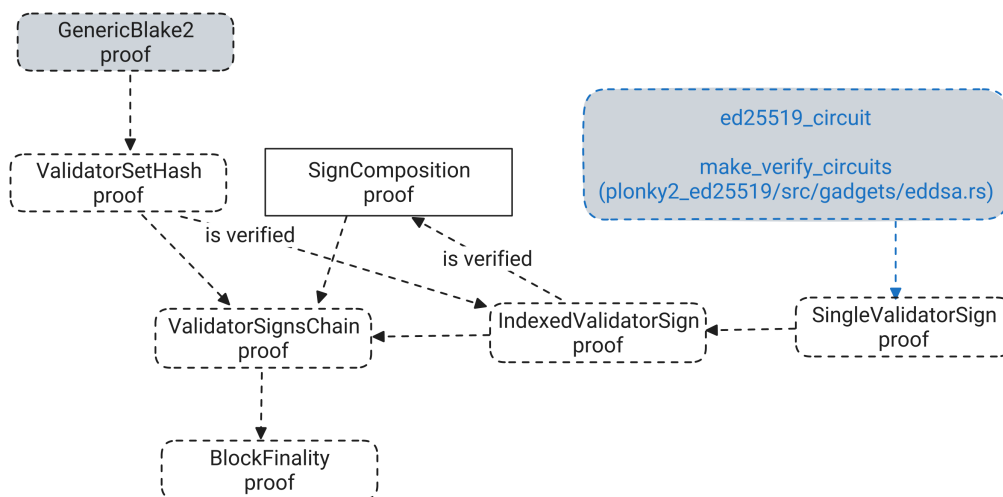 GenericBlake2
proof
ed25519_circuit
make_verify_circuits
(plonky2_ed25519/src/gadgets/eddsa.rs)
ValidatorSetHash
proof
SignComposition
proof
is verified
is verified
ValidatorSignsChain
proof
IndexedValidatorSign
proof
SingleValidatorSign
proof
BlockFinality
proof